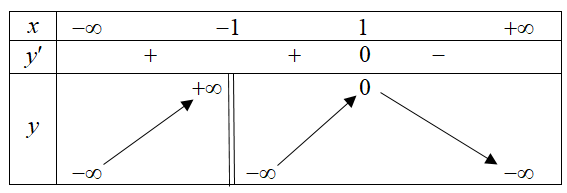 x −∞ −1 1 +∞
y′ + + 0 −
+∞ 0
y
−∞ −∞ −∞